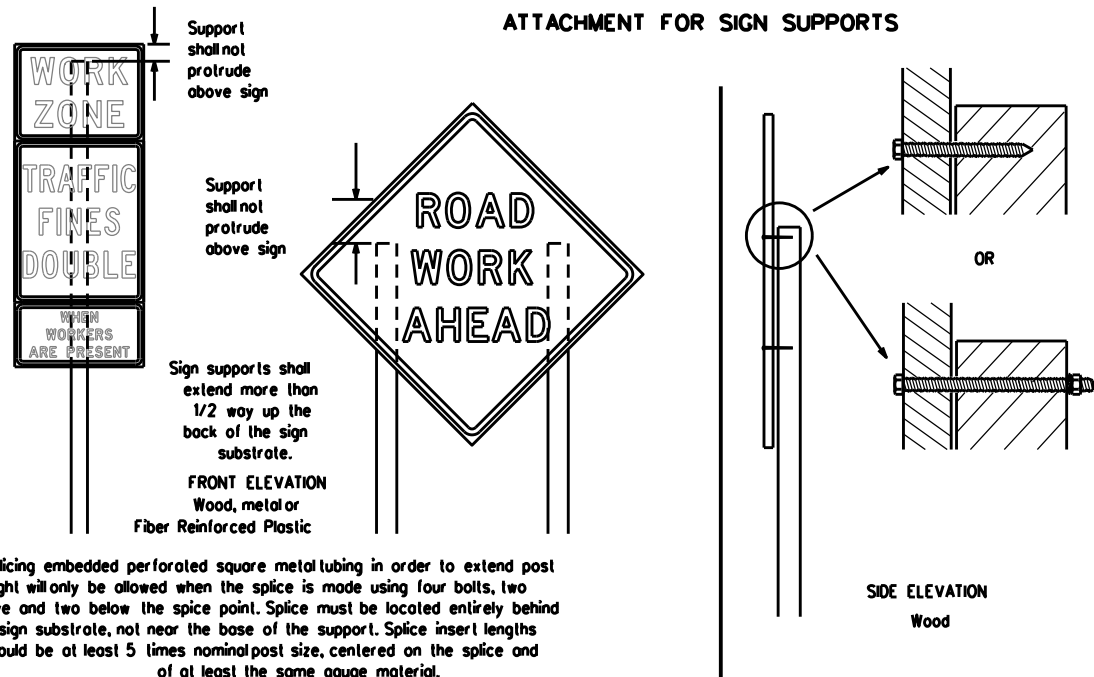 ATTACHMENT FOR SIGN SUPPORTS
Support
shall not
protrude
above sign
WORK
ZONE
TRAFFIC
FINES
DOUBLE
WHEN
WORKERS
ARE PRESENT
Support
shall not
protrude
above sign
ROAD
WORK
AHEAD
Sign supports shall
extend more than
1/2 way up the
back of the sign
substrate.
FRONT ELEVATION
Wood, metal or
Fiber Reinforced Plastic
OR
SIDE ELEVATION
Wood
embedded perforated square metal tubing in order to extend post
will only be allowed when the splice is made using four bolts, two
and two below the spice point. Splice must be located entirely behind
sign substrate, not near the base of the support. Splice insert lengths
be at least 5 times nominal post size, centered on the splice and
of at least the same gauge material.